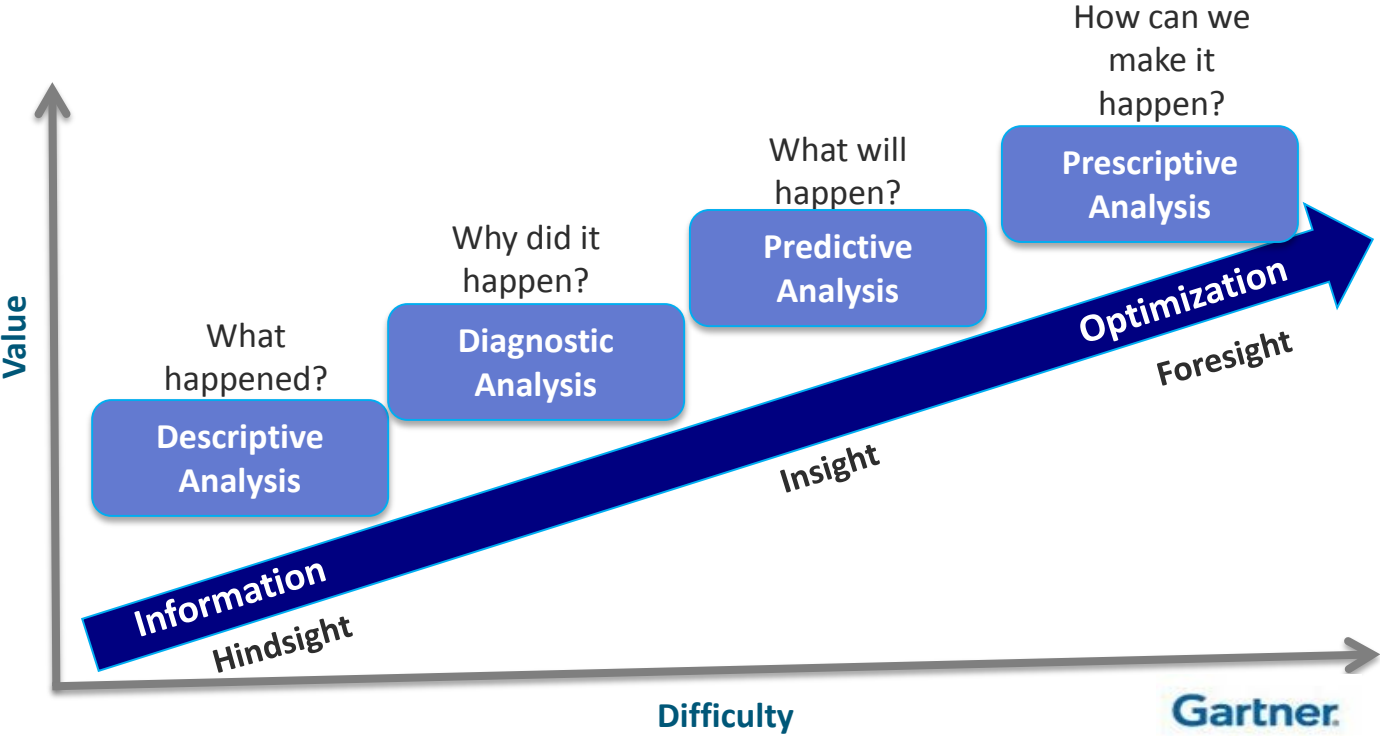 How can we
make it
happen?
Prescriptive
Analysis
What will
happen?
Predictive
Analysis
Why did it
happen?
Diagnostic
Analysis
What
happened?
Descriptive
Analysis
Value
Optimization
Foresight
Insight
Information
Hindsight
Difficulty
Gartner.